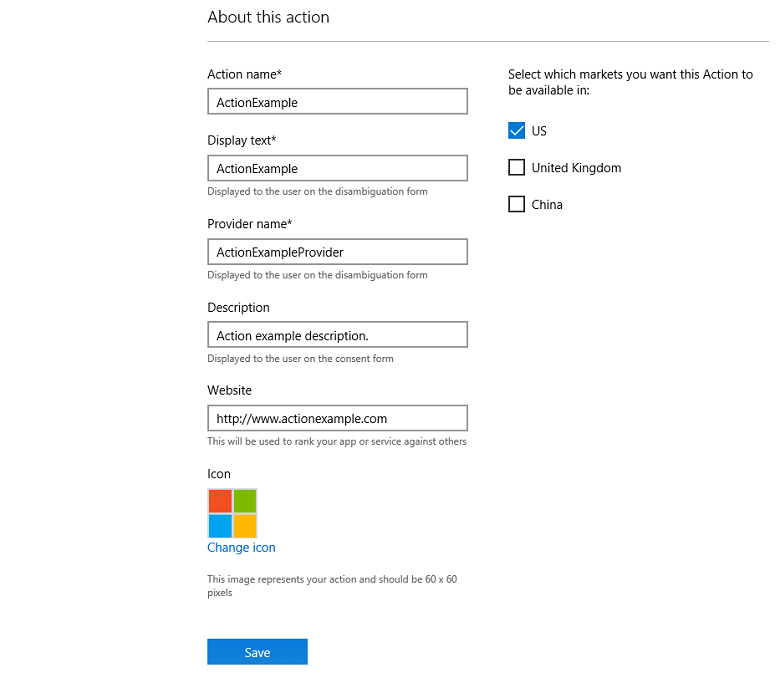 About this action
Action name*
ActionExample
Display text*
ActionExample
Displayed to the user on the disambiguation form
Provider name*
ActionExampleProvider
Displayed to the user on the disambiguation form
Description
Action example description.
Displayed to the user on the consent form
Website
http://www.actionexample.com
This will be used to rank your app or service against others
Icon
Change icon
This image represents your action and should be 60 x 60
pixels
Save
Select which markets you want this Action to
be available in:
US
United Kingdom
China